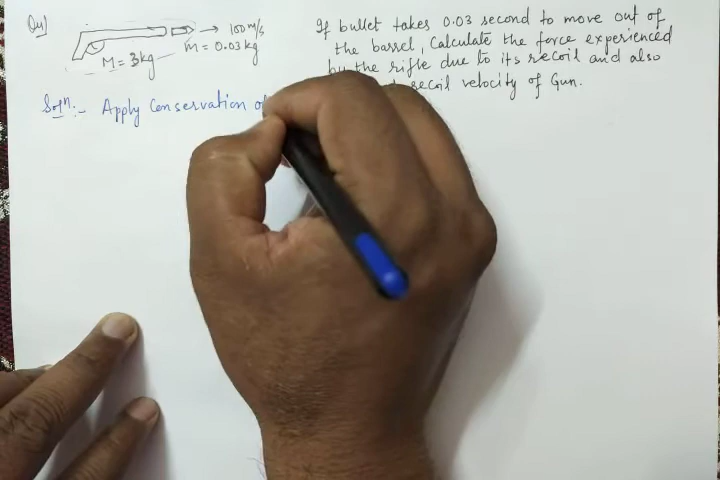 Qu)
100 m/s
m = 0.03 kg
M = 3kg
If bullet takes 0.03 second to move out of
the barrel, Calculate the force experienced
by the rifle due to its recoil and also
recoil velocity of Gun.
Solⁿ:- Apply Conservation of